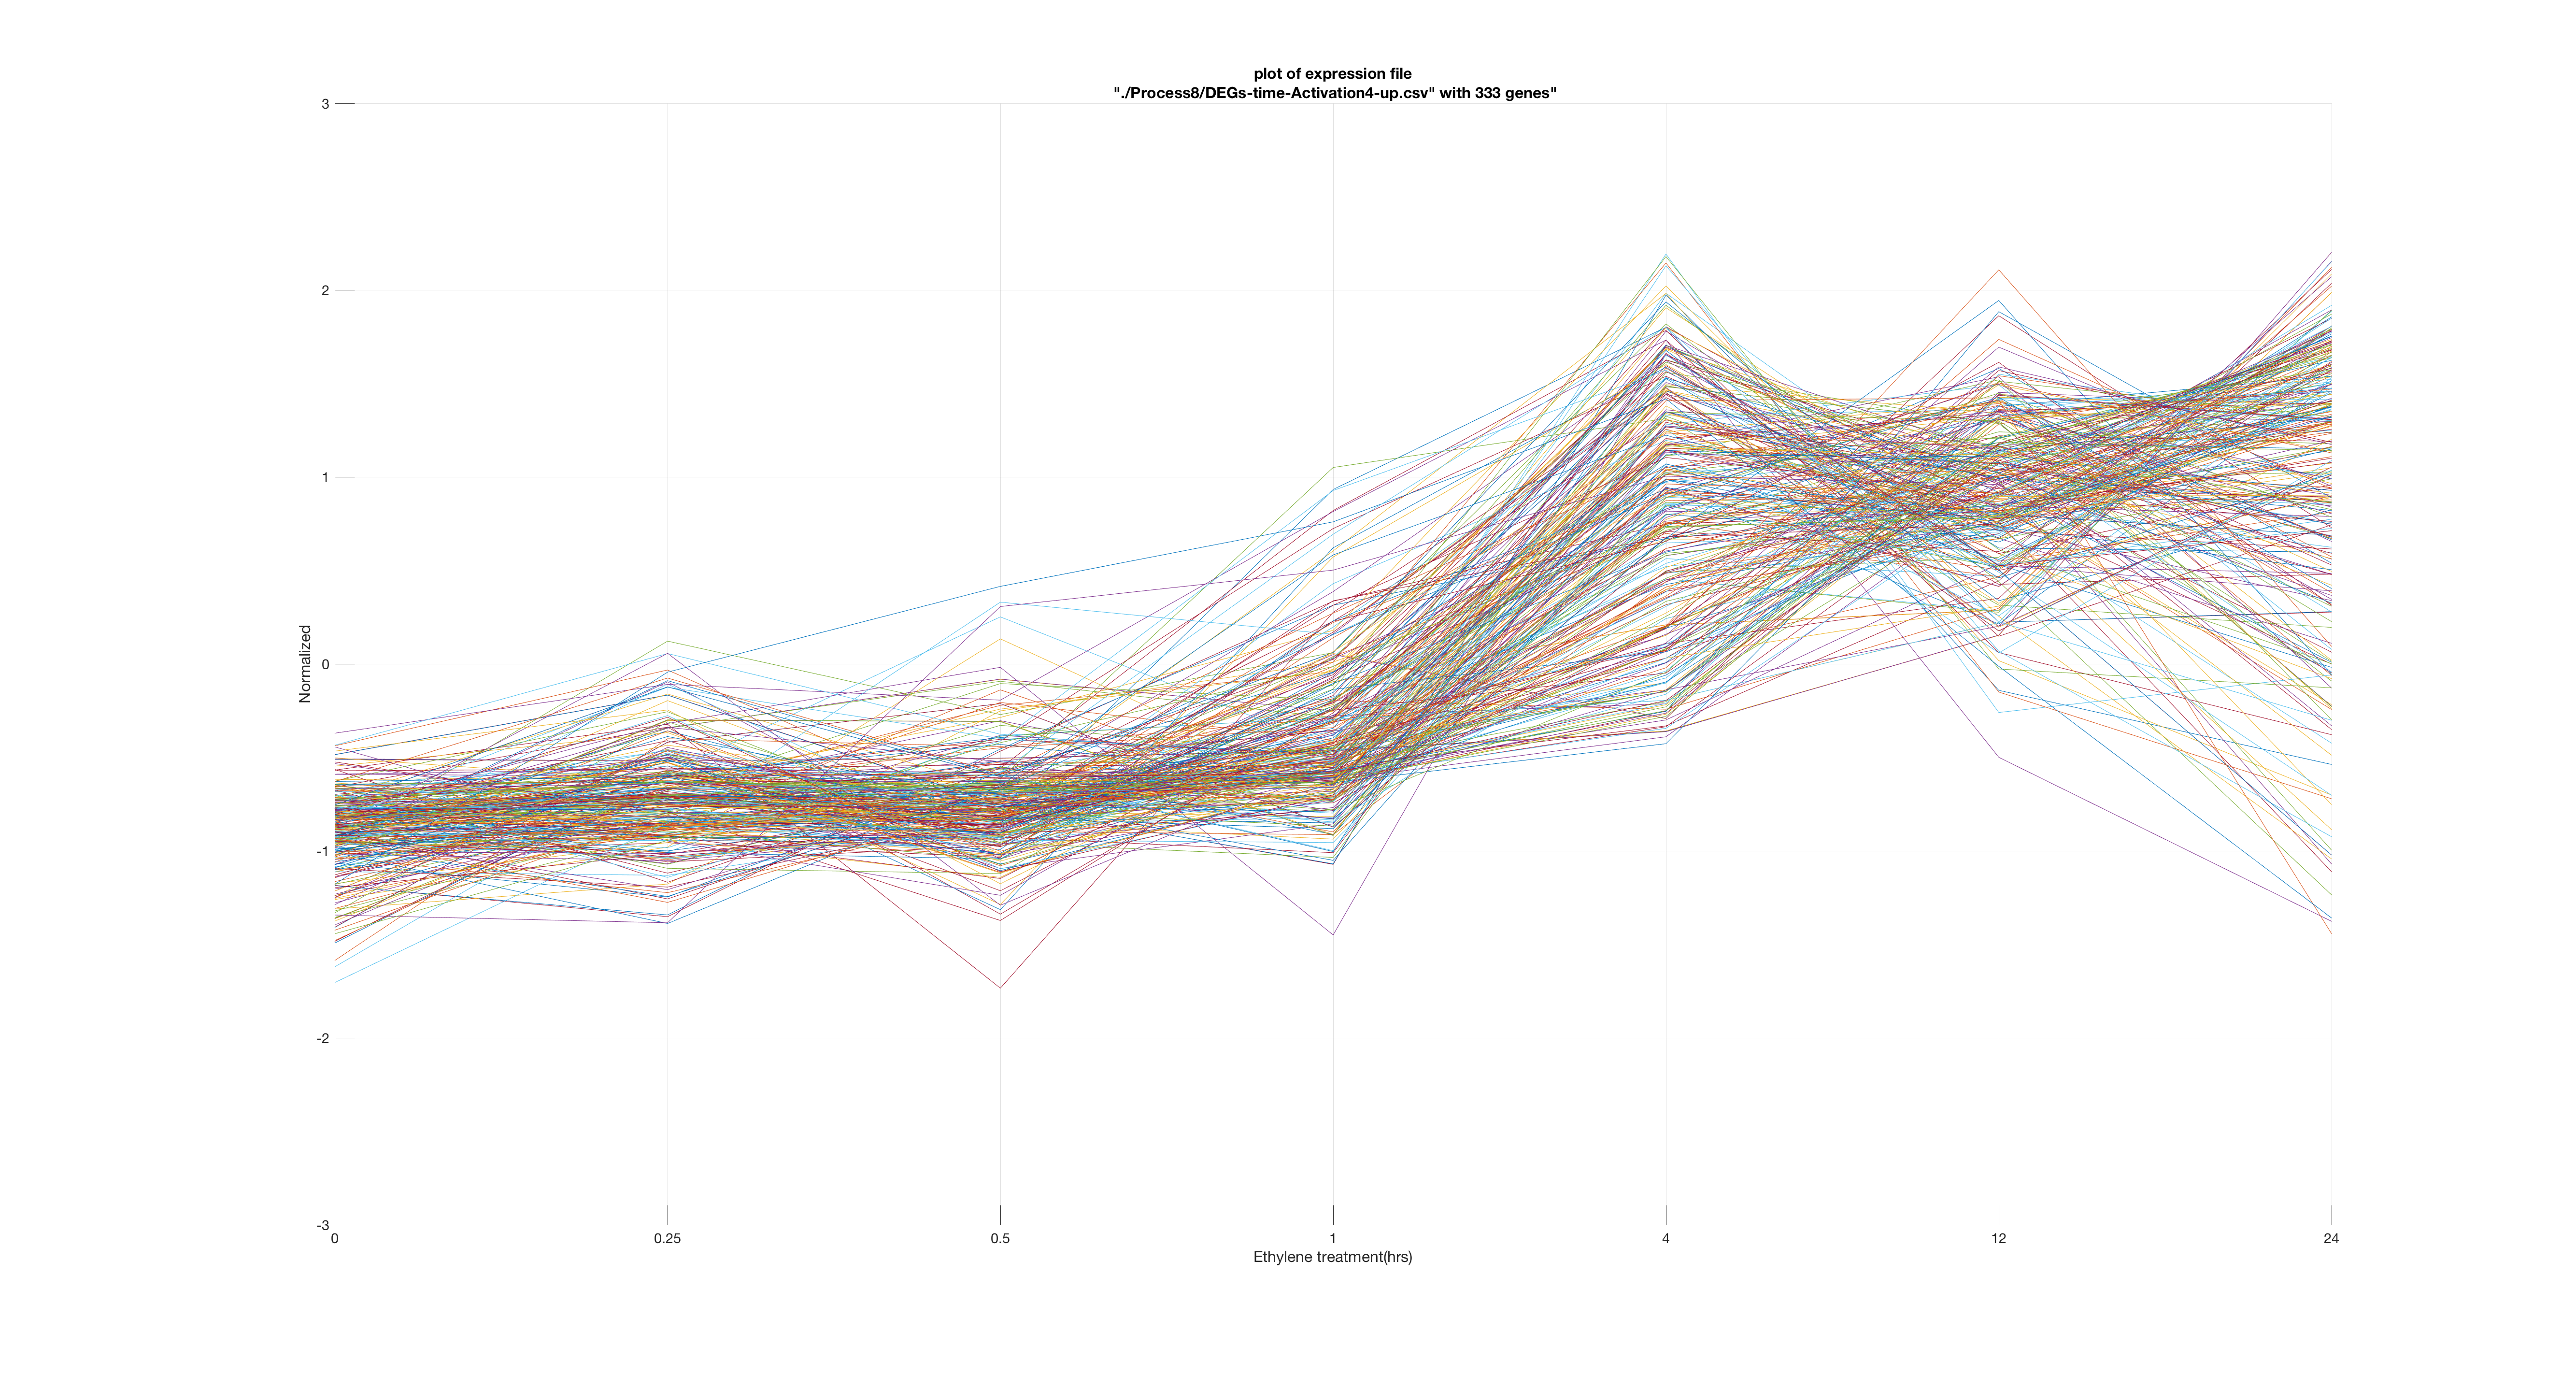 plot of expression file
"./Process8/DEGs-time-Activation4-up.csv" with 333 genes"
3
2
1
0
-1
-2
-3
Normalized
0 0.25 0.5 1 4 12 24
Ethylene treatment(hrs)